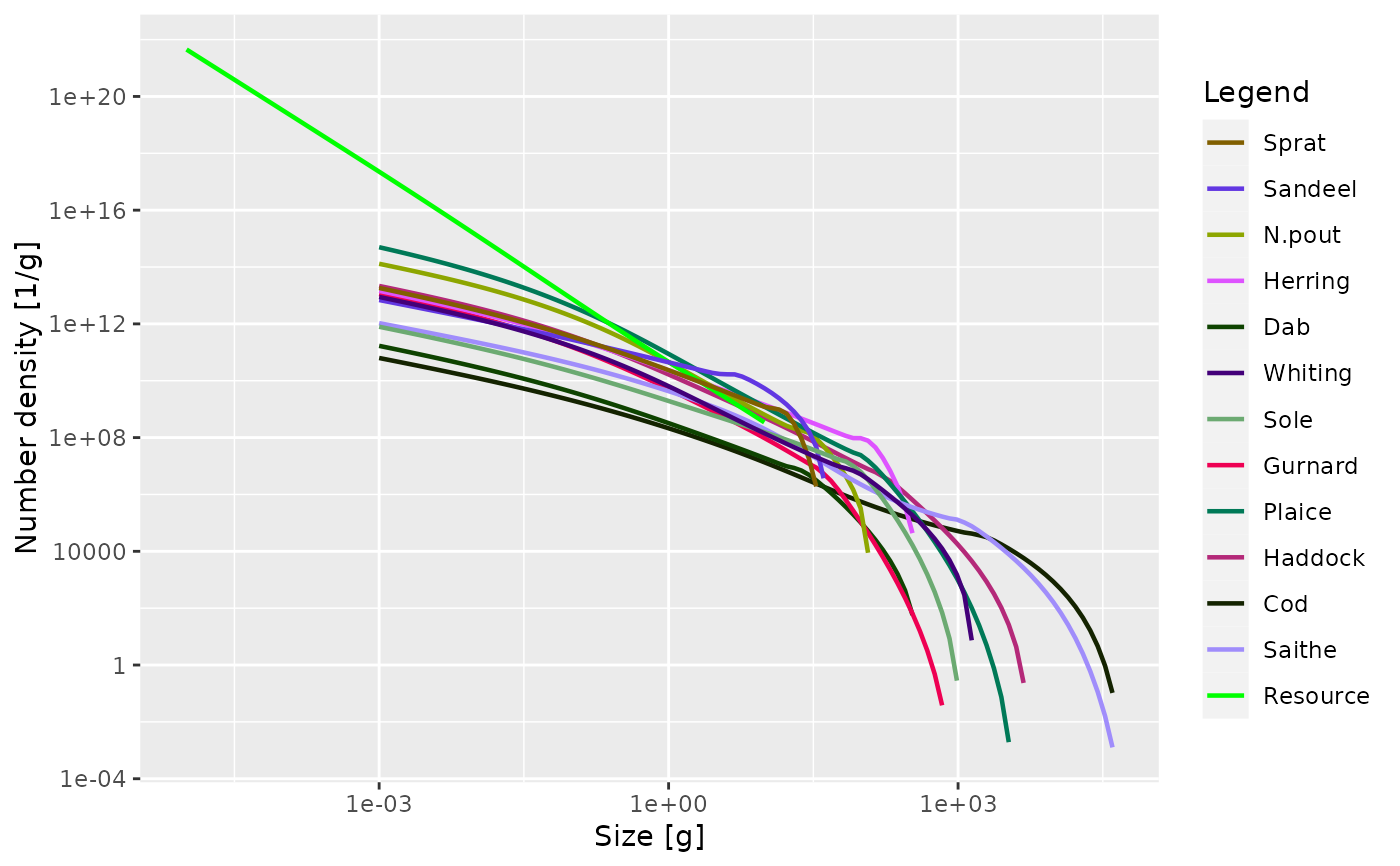 Number density [1/g]
1e+20
1e+16
1e+12
1e+08
10000
1
1e-04
1e-03
1e+00
1e+03
Size [g]
Legend
Sprat
Sandeel
N.pout
Herring
Dab
Whiting
Sole
Gurnard
Plaice
Haddock
Cod
Saithe
Resource